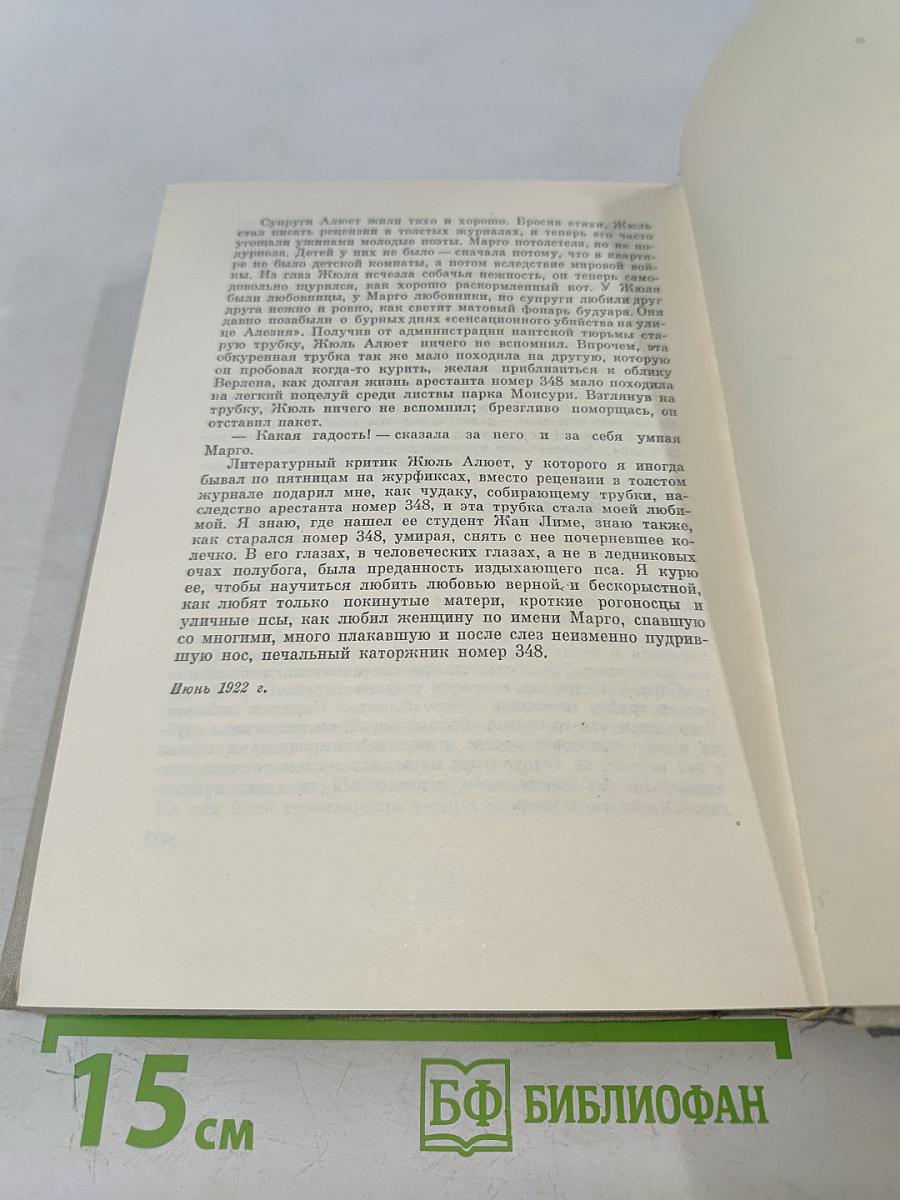 Супруги Алюет жили тихо и хорошо. Бросив стихи, Жюль
стал писать рецензии в толстых журналах, и теперь его часто
угощали ужинами молодые поэты. Марго потолстела, но не по-
дурнела. Детей у них не было — сначала потому, что в кварти-
ре не было детской комнаты, а потом вследствие мировой вой-
ны. Из глаз Жюля исчезла собачья нежность, он теперь само-
довольно щурился, как хорошо раскормленный кот. У Жюля
были любовницы, у Марго любовники, но супруги любили друг
друга нежно и ровно, как светит матовый фонарь будуара. Они
давно позабыли о бурных днях «сенсационного убийства на ули-
це Алезия». Получив от администрации нантской тюрьмы ста-
рую трубку, Жюль Алюет ничего не вспомнил. Впрочем, эта
обкуренная трубка так же мало походила на другую, которую
он пробовал когда-то курить, желая приблизиться к облику
Верлена, как долгая жизнь арестанта номер 348 мало походила
на легкий поцелуй среди листвы парка Монсури. Взглянув на
трубку, Жюль ничего не вспомнил; брезгливо поморщась, он
отставил пакет.
— Какая гадость! — сказала за него и за себя умная
Марго.
Литературный критик Жюль Алюет, у которого я иногда
бывал по пятницам на журфиксах, вместо рецензии в толстом
журнале подарил мне, как чудаку, собирающему трубки, на-
следство арестанта номер 348, и эта трубка стала моей люби-
мой. Я знаю, где нашел ее студент Жан Лиме, знаю также,
как старался номер 348, умирая, снять с нее почерневшее ко-
лечко. В его глазах, в человеческих глазах, а не в ледниковых
очах полубога, была преданность издыхающего пса. Я курю
ее, чтобы научиться любить любовью верной и бескорыстной,
как любят только покинутые матери, кроткие рогоносцы и
уличные псы, как любил женщину по имени Марго, спавшую
со многими, много плакавшую и после слез неизменно пудрив-
шую нос, печальный каторжник номер 348.
Июнь 1922 г.
15 см
БФ БИБЛИОФАН